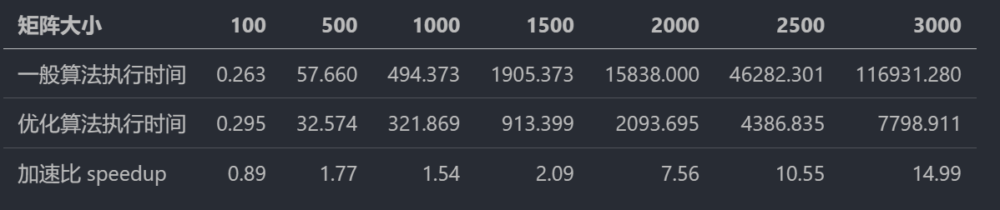 矩阵大小 100 500 1000 1500 2000 2500 3000
一般算法执行时间 0.263 57.660 494.373 1905.373 15838.000 46282.301 116931.280
优化算法执行时间 0.295 32.574 321.869 913.399 2093.695 4386.835 7798.911
加速比 speedup 0.89 1.77 1.54 2.09 7.56 10.55 14.99